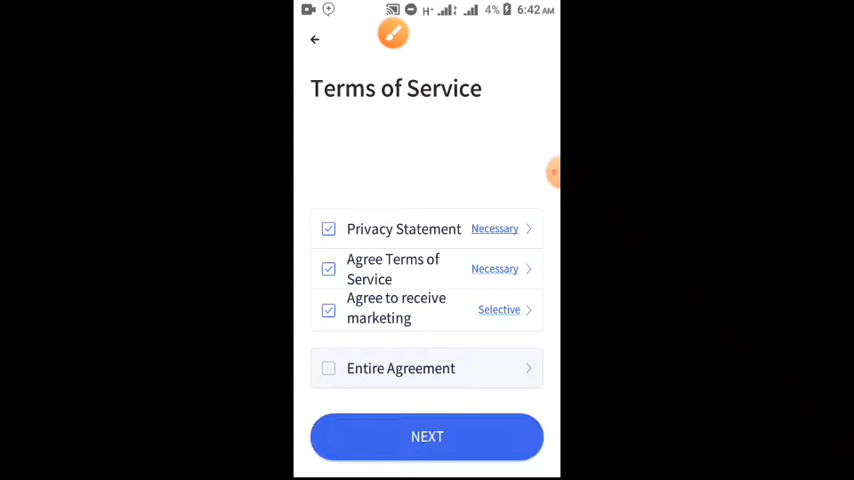 H+ 4% 6:42 AM
Terms of Service
Privacy Statement Necessary
Agree Terms of
Service Necessary
Agree to receive
marketing Selective
Entire Agreement
NEXT